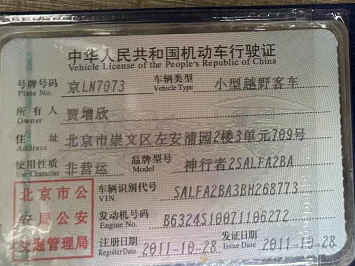 中华人民共和国机动车行驶证
Vehicle License of the People's Republic of China
号牌号码 Plate No. 京LN7073 车辆类型 Vehicle Type 小型越野客车
所有人 Owner 贾增欣
住址 Address 北京市崇文区左安浦园2楼3单元709号
使用性质 Use Character 非营运 品牌型号 Model 神行者2SALFA2BA
北京市公安局公安交通管理局
车辆识别代号 VIN SALFA2BA3BH268773
发动机号码 Engine No. B6324S10071106272
注册日期 Register Date 2011-10-28 发证日期 Issue Date 2011-10-28